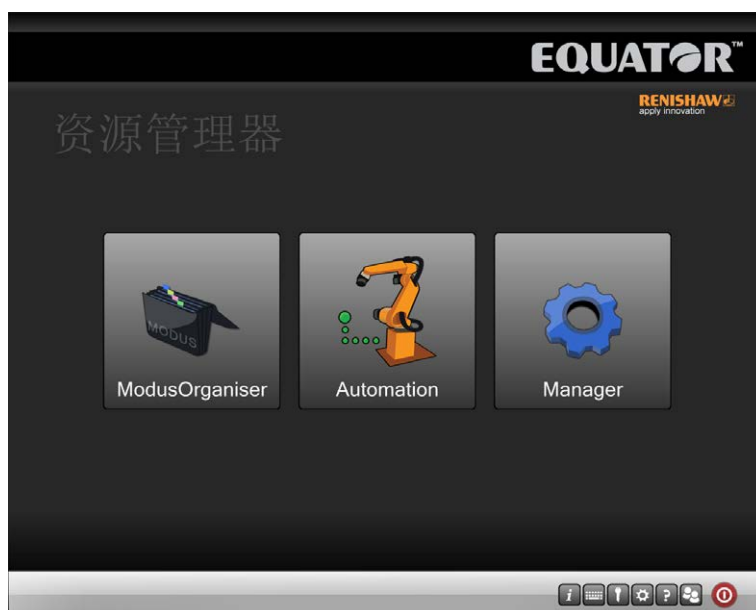 EQUATOR™
RENISHAW
apply innovation
资源管理器
MODUS
ModusOrganiser
Automation
Manager
i
?